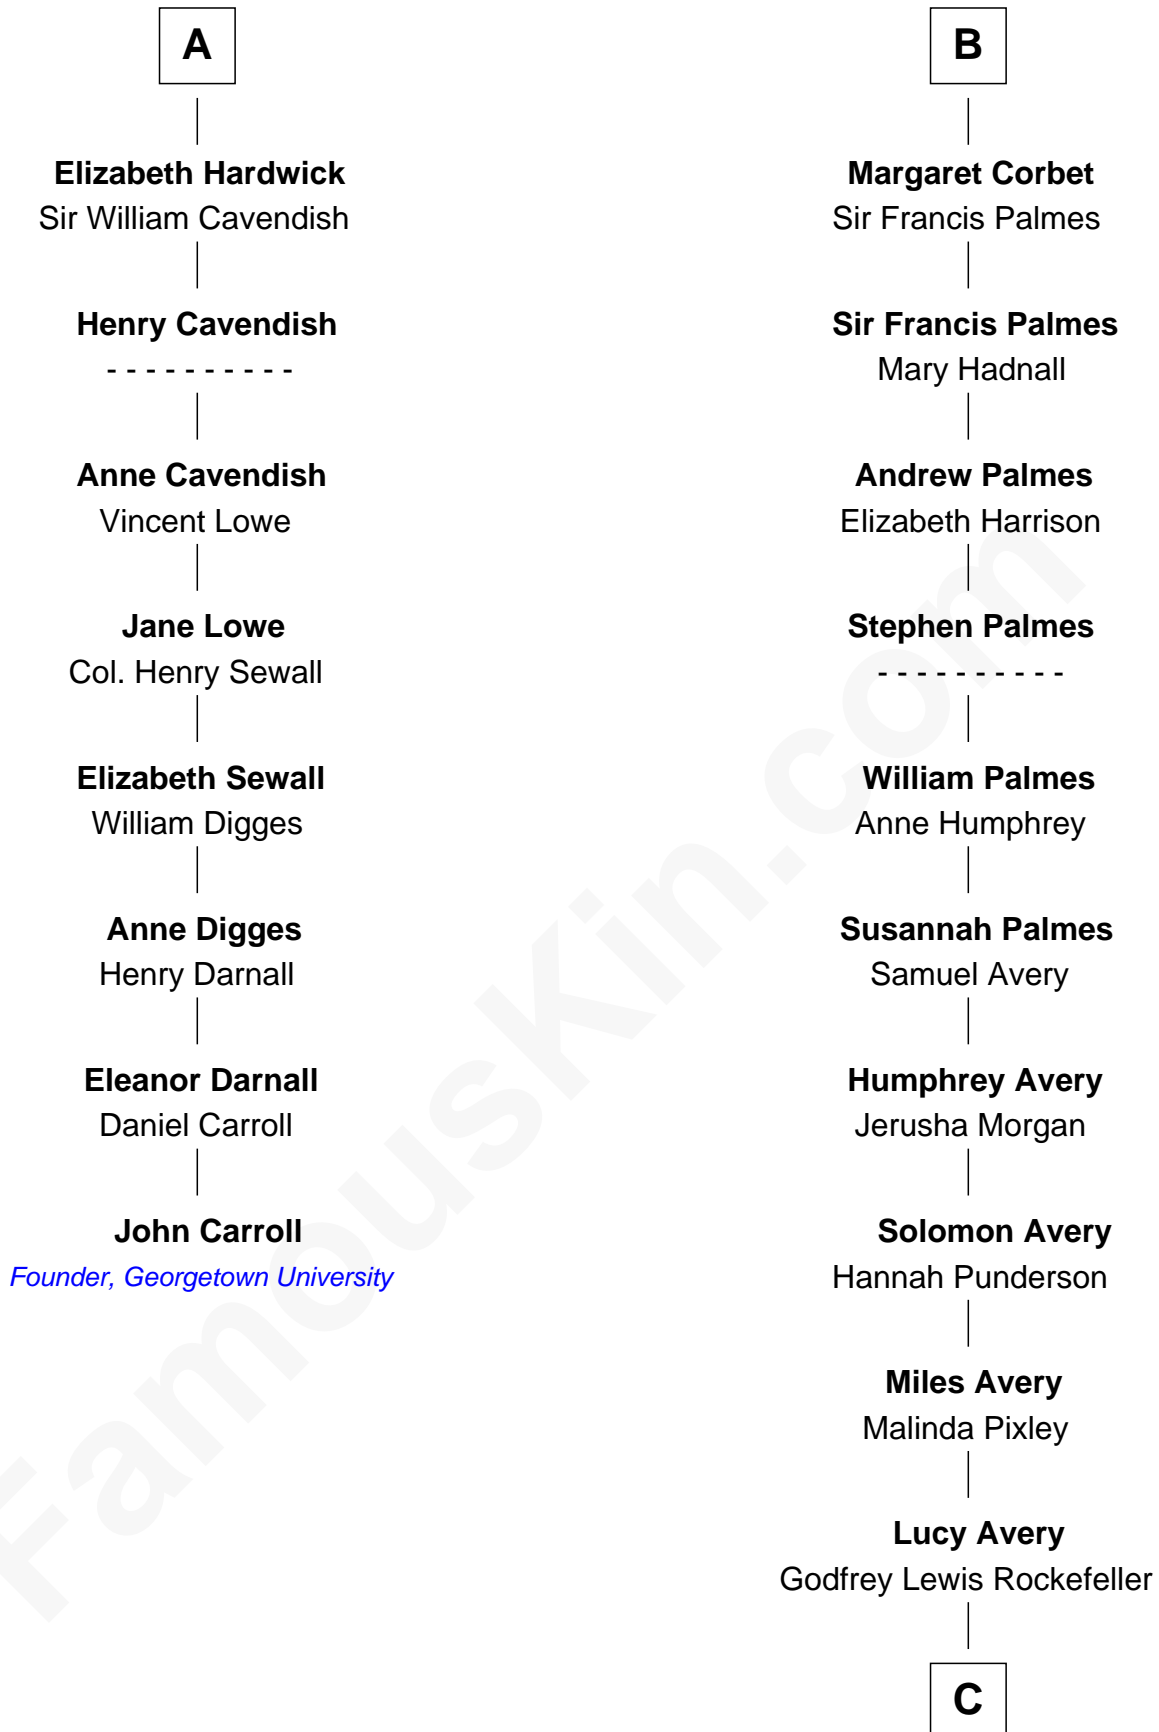 A
Elizabeth Hardwick
Sir William Cavendish
Henry Cavendish
- - - - - - - - - -
Anne Cavendish
Vincent Lowe
Jane Lowe
Col. Henry Sewall
Elizabeth Sewall
William Digges
Anne Digges
Henry Darnall
Eleanor Darnall
Daniel Carroll
John Carroll
Founder, Georgetown University
B
Margaret Corbet
Sir Francis Palmes
Sir Francis Palmes
Mary Hadnall
Andrew Palmes
Elizabeth Harrison
Stephen Palmes
- - - - - - - - - -
William Palmes
Anne Humphrey
Susannah Palmes
Samuel Avery
Humphrey Avery
Jerusha Morgan
Solomon Avery
Hannah Punderson
Miles Avery
Malinda Pixley
Lucy Avery
Godfrey Lewis Rockefeller
C
FamousKin.com